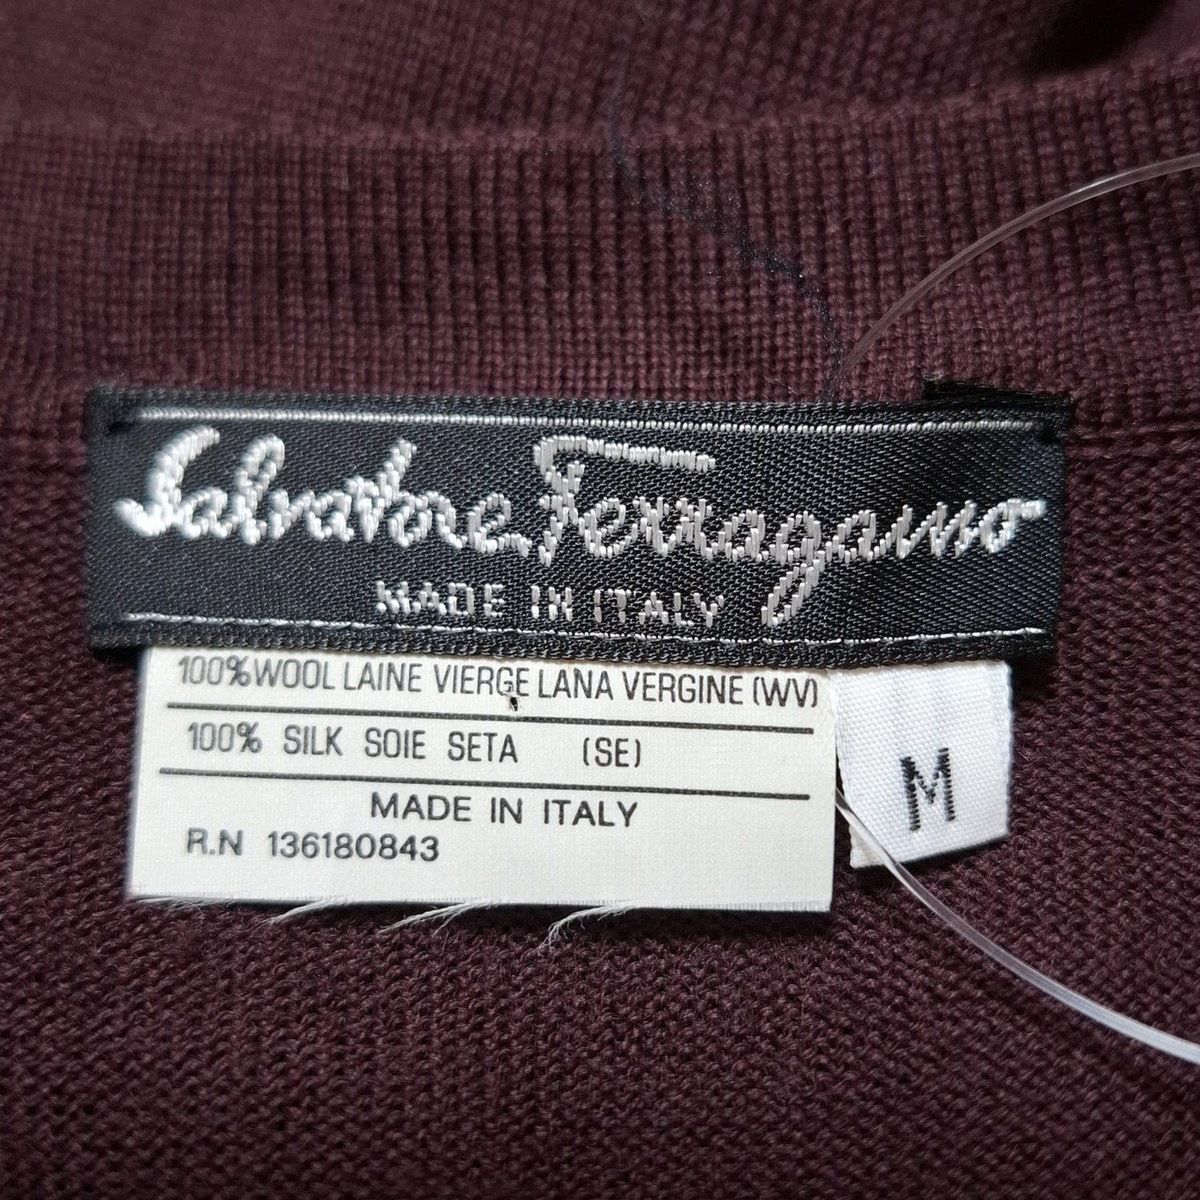 Salvatore Ferragamo
MADE IN ITALY
100% WOOL LAINE VIERGE LANA VERGINE (WV)
100% SILK SOIE SETA (SE)
MADE IN ITALY
R.N 136180843
M